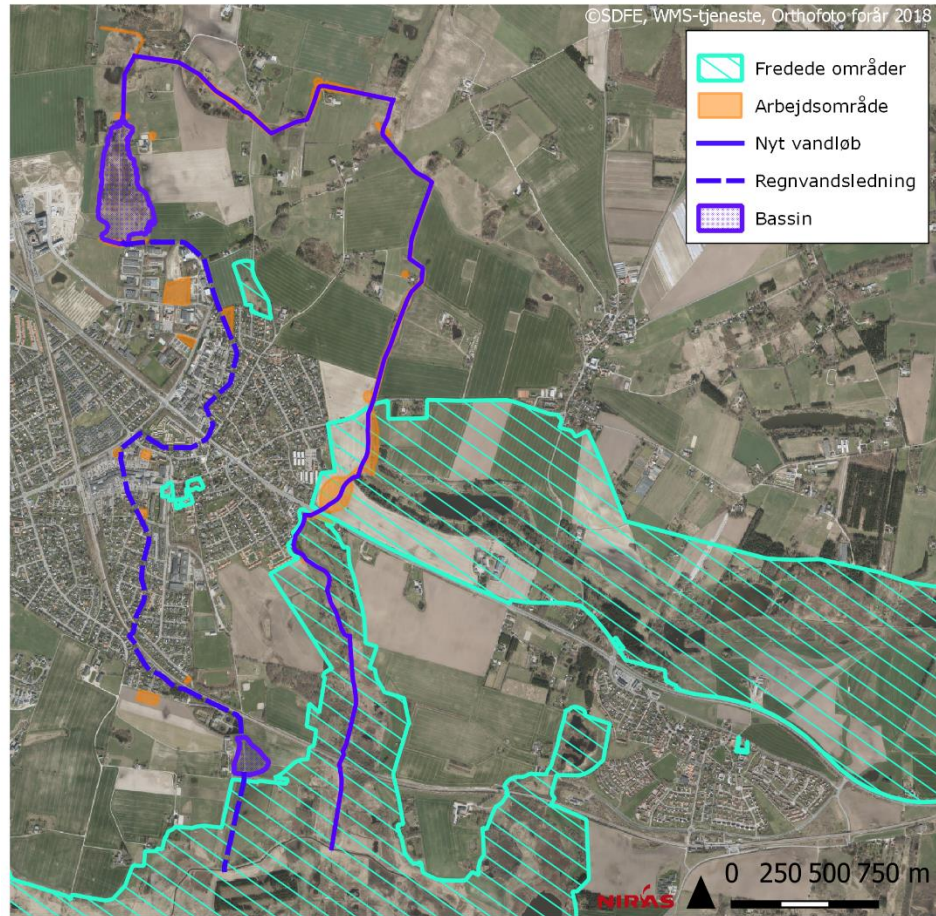 ©SDFE, WMS-tjeneste, Orthofoto forår 2018
Fredede områder
Arbejdsområde
Nyt vandløb
Regnvandsledning
Bassin
0 250 500 750 m
NIRAS